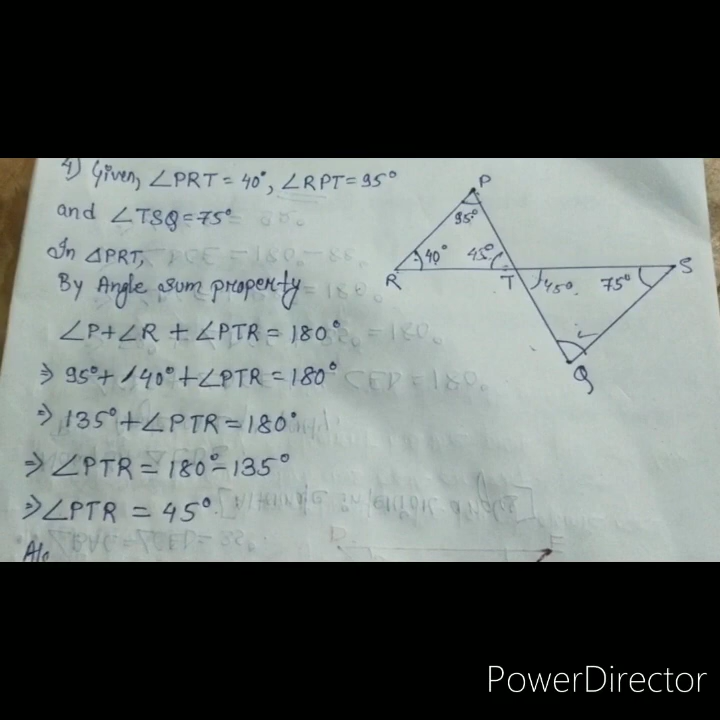 4) Given, ∠PRT = 40°, ∠RPT = 95°
and ∠TSQ = 75°
In ΔPRT,
By Angle sum property
∠P + ∠R + ∠PTR = 180°
⇒ 95° + 40° + ∠PTR = 180°
⇒ 135° + ∠PTR = 180°
⇒ ∠PTR = 180° - 135°
⇒ ∠PTR = 45°
P
95°
40° 45°
R T 45° 75° S
Q
PowerDirector